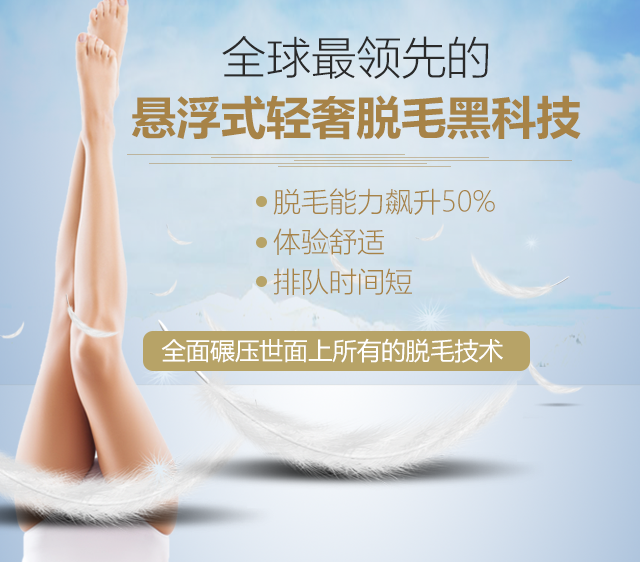 全球最领先的
悬浮式轻奢脱毛黑科技
•脱毛能力飙升50%
•体验舒适
•排队时间短
全面碾压世面上所有的脱毛技术